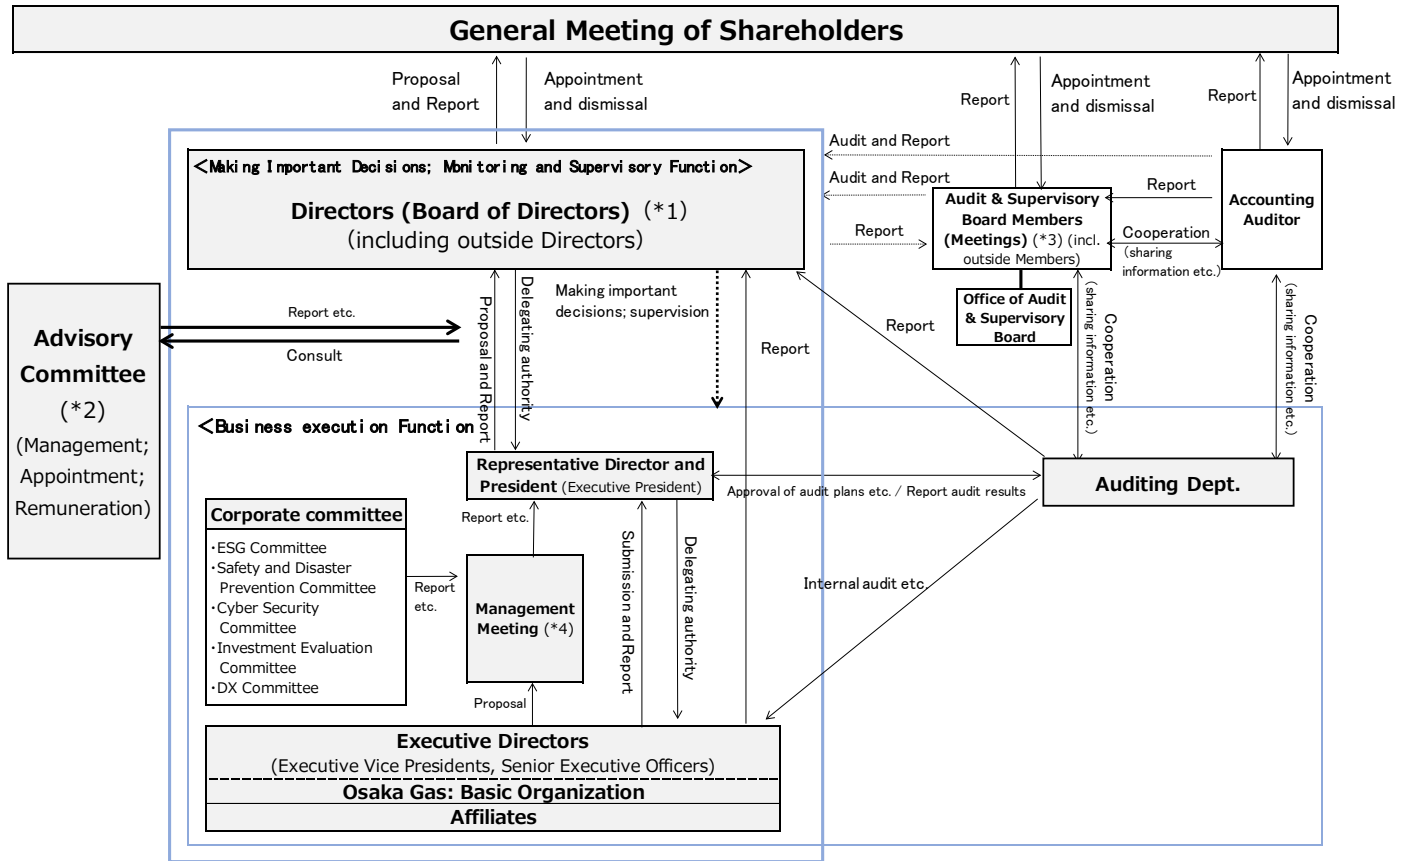 General Meeting of Shareholders
Proposal
and Report
Appointment
and dismissal
Report
Appointment
and dismissal
Report
Appointment
and dismissal
<Making Important Decisions; Monitoring and Supervisory Function>
Directors (Board of Directors) (*1)
(including outside Directors)
Audit and Report
Audit and Report
Report
Audit & Supervisory
Board Members
(Meetings) (*3) (incl.
outside Members)
Report
Cooperation
(sharing
information etc.)
Accounting
Auditor
Office of Audit
& Supervisory
Board
Advisory
Committee
(*2)
(Management;
Appointment;
Remuneration)
Report etc.
Consult
Proposal and Report
Delegating authority
Making important
decisions; supervision
Report
Report
Cooperation
(sharing information etc.)
Cooperation
(sharing information etc.)
<Business execution Function
Representative Director and
President (Executive President)
Approval of audit plans etc. / Report audit results
Auditing Dept.
Corporate committee
・ESG Committee
・Safety and Disaster
Prevention Committee
・Cyber Security
Committee
・Investment Evaluation
Committee
・DX Committee
Report
etc.
Report etc.
Management
Meeting (*4)
Proposal
Submission and Report
Delegating authority
Internal audit etc.
Executive Directors
(Executive Vice Presidents, Senior Executive Officers)
Osaka Gas: Basic Organization
Affiliates